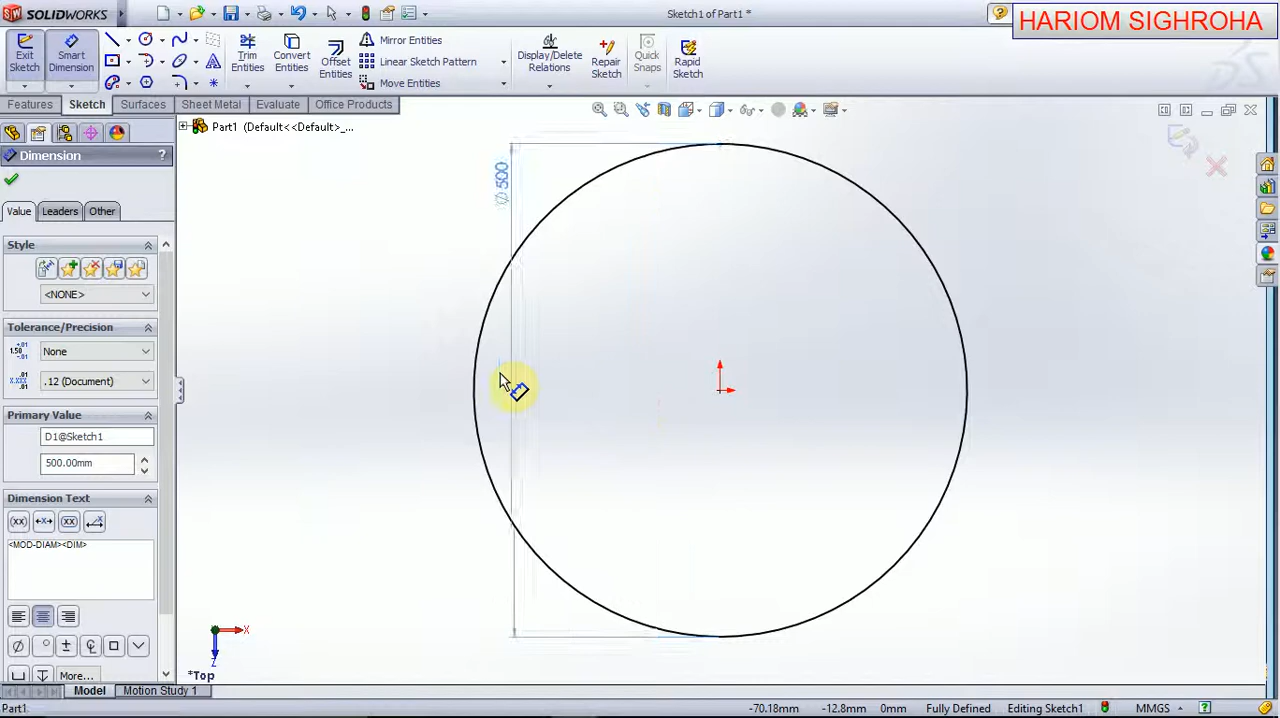 SOLIDWORKS
Sketch1 of Part1 *
HARIOM SIGHROHA
Exit
Sketch
Smart
Dimension
Trim
Entities
Convert
Entities
Offset
Entities
Mirror Entities
Linear Sketch Pattern
Move Entities
Display/Delete
Relations
Repair
Sketch
Quick
Snaps
Rapid
Sketch
Features
Sketch
Surfaces
Sheet Metal
Evaluate
Office Products
Part1 (Default<<Default>_...
Dimension
?
Value
Leaders
Other
Style
<NONE>
Tolerance/Precision
None
.12 (Document)
Primary Value
D1@Sketch1
500.00mm
Dimension Text
(xx)
(xx)
<MOD-DIAM><DIM>
More...
∅ 500
X
Z
*Top
Model
Motion Study 1
Part1
-70.18mm
-12.8mm
0mm
Fully Defined
Editing Sketch1
MMGS